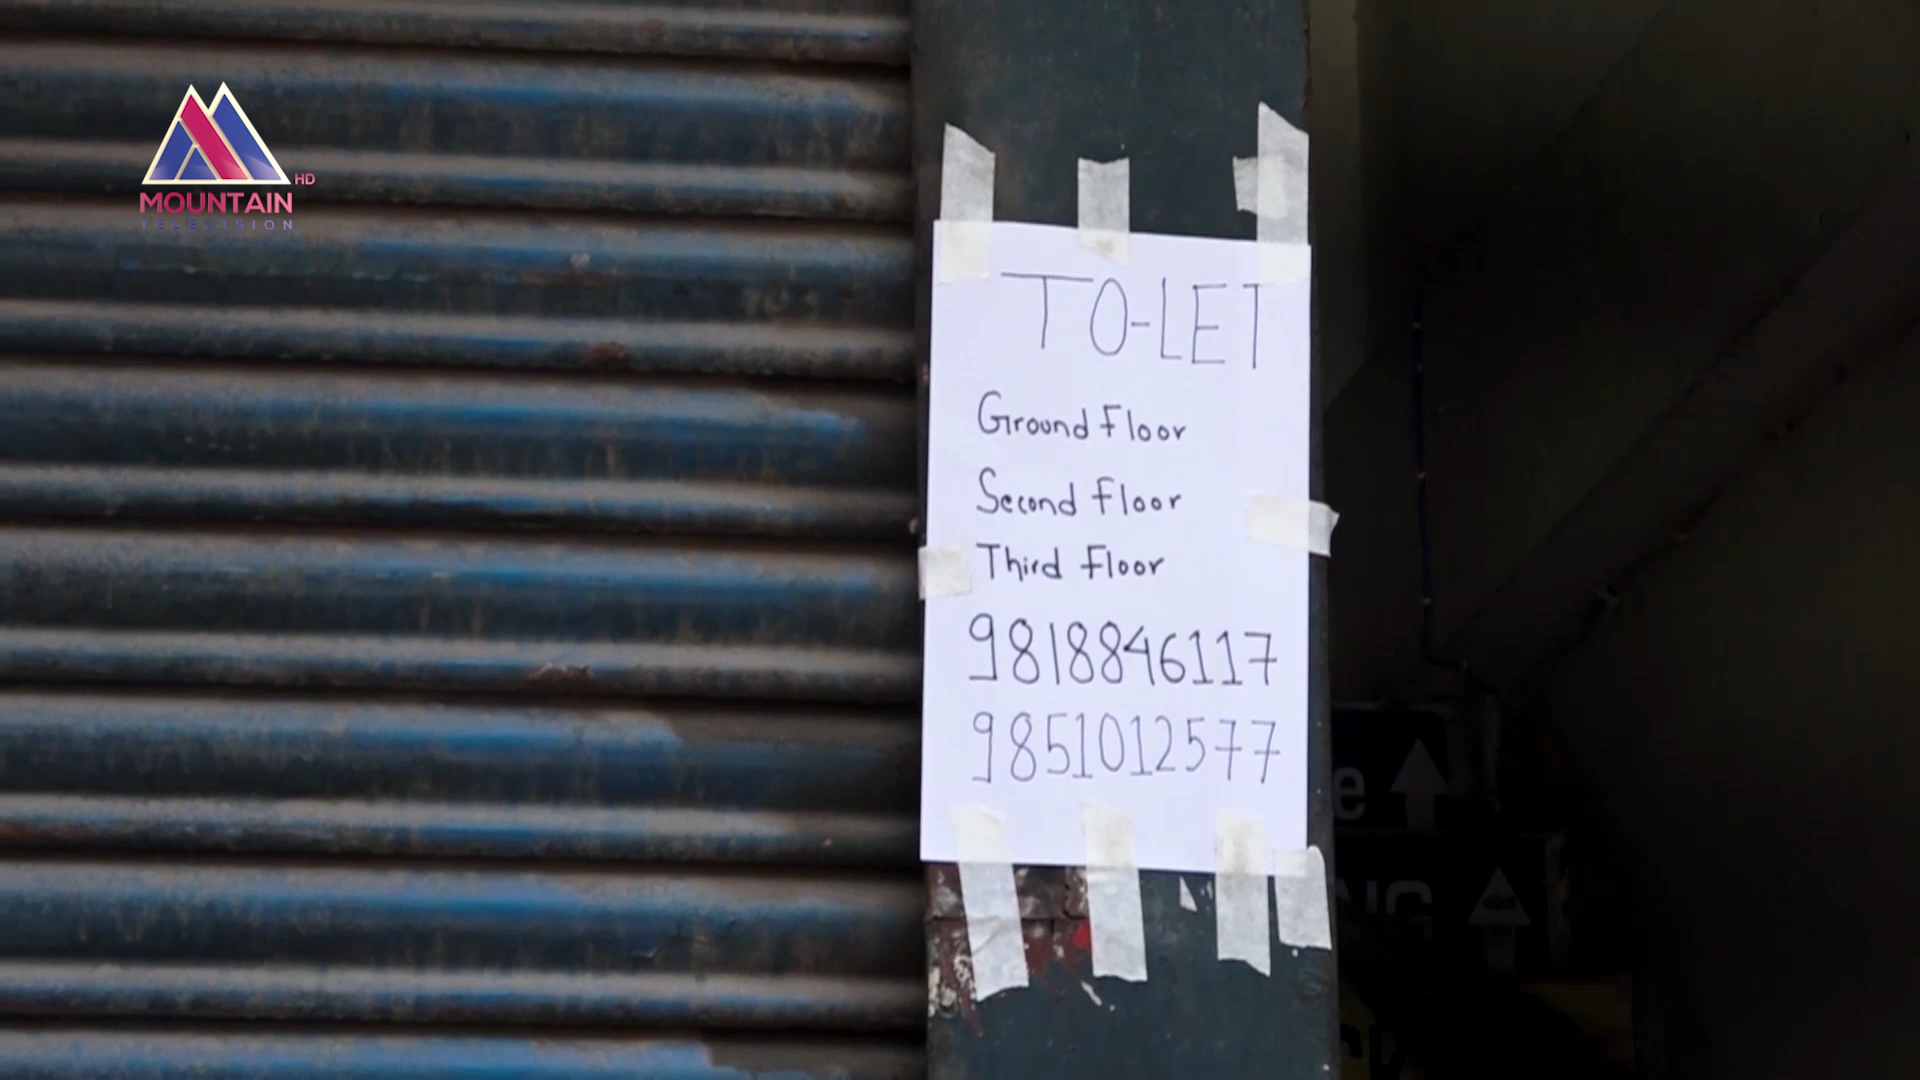 MOUNTAIN HD
TELEVISION
TO-LET
Ground Floor
Second Floor
Third Floor
9818846117
9851012577